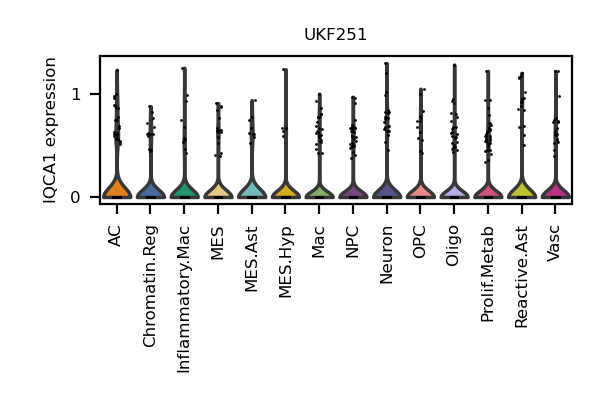 UKF251
IQCA1 expression
1
0
AC
Chromatin.Reg
Inflammatory.Mac
MES
MES.Ast
MES.Hyp
Mac
NPC
Neuron
OPC
Oligo
Prolif.Metab
Reactive.Ast
Vasc